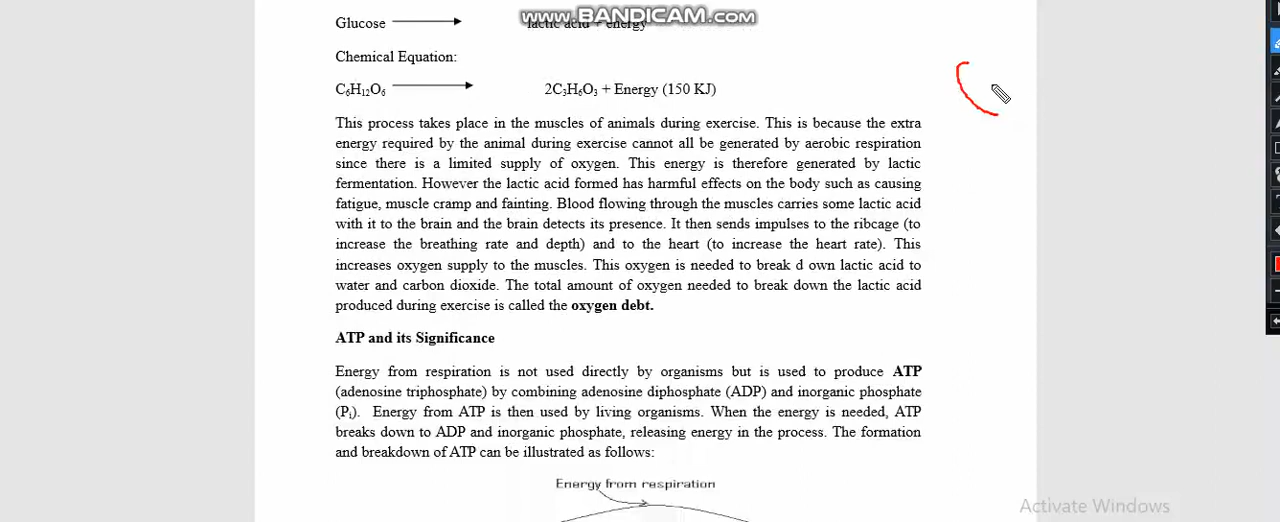 www.BANDICAM.com
Glucose lactic acid + energy
Chemical Equation:
C₆H₁₂O₆ 2C₃H₆O₃ + Energy (150 KJ)
This process takes place in the muscles of animals during exercise. This is because the extra
energy required by the animal during exercise cannot all be generated by aerobic respiration
since there is a limited supply of oxygen. This energy is therefore generated by lactic
fermentation. However the lactic acid formed has harmful effects on the body such as causing
fatigue, muscle cramp and fainting. Blood flowing through the muscles carries some lactic acid
with it to the brain and the brain detects its presence. It then sends impulses to the ribcage (to
increase the breathing rate and depth) and to the heart (to increase the heart rate). This
increases oxygen supply to the muscles. This oxygen is needed to break d own lactic acid to
water and carbon dioxide. The total amount of oxygen needed to break down the lactic acid
produced during exercise is called the oxygen debt.
ATP and its Significance
Energy from respiration is not used directly by organisms but is used to produce ATP
(adenosine triphosphate) by combining adenosine diphosphate (ADP) and inorganic phosphate
(Pᵢ). Energy from ATP is then used by living organisms. When the energy is needed, ATP
breaks down to ADP and inorganic phosphate, releasing energy in the process. The formation
and breakdown of ATP can be illustrated as follows:
Energy from respiration
Activate Windows